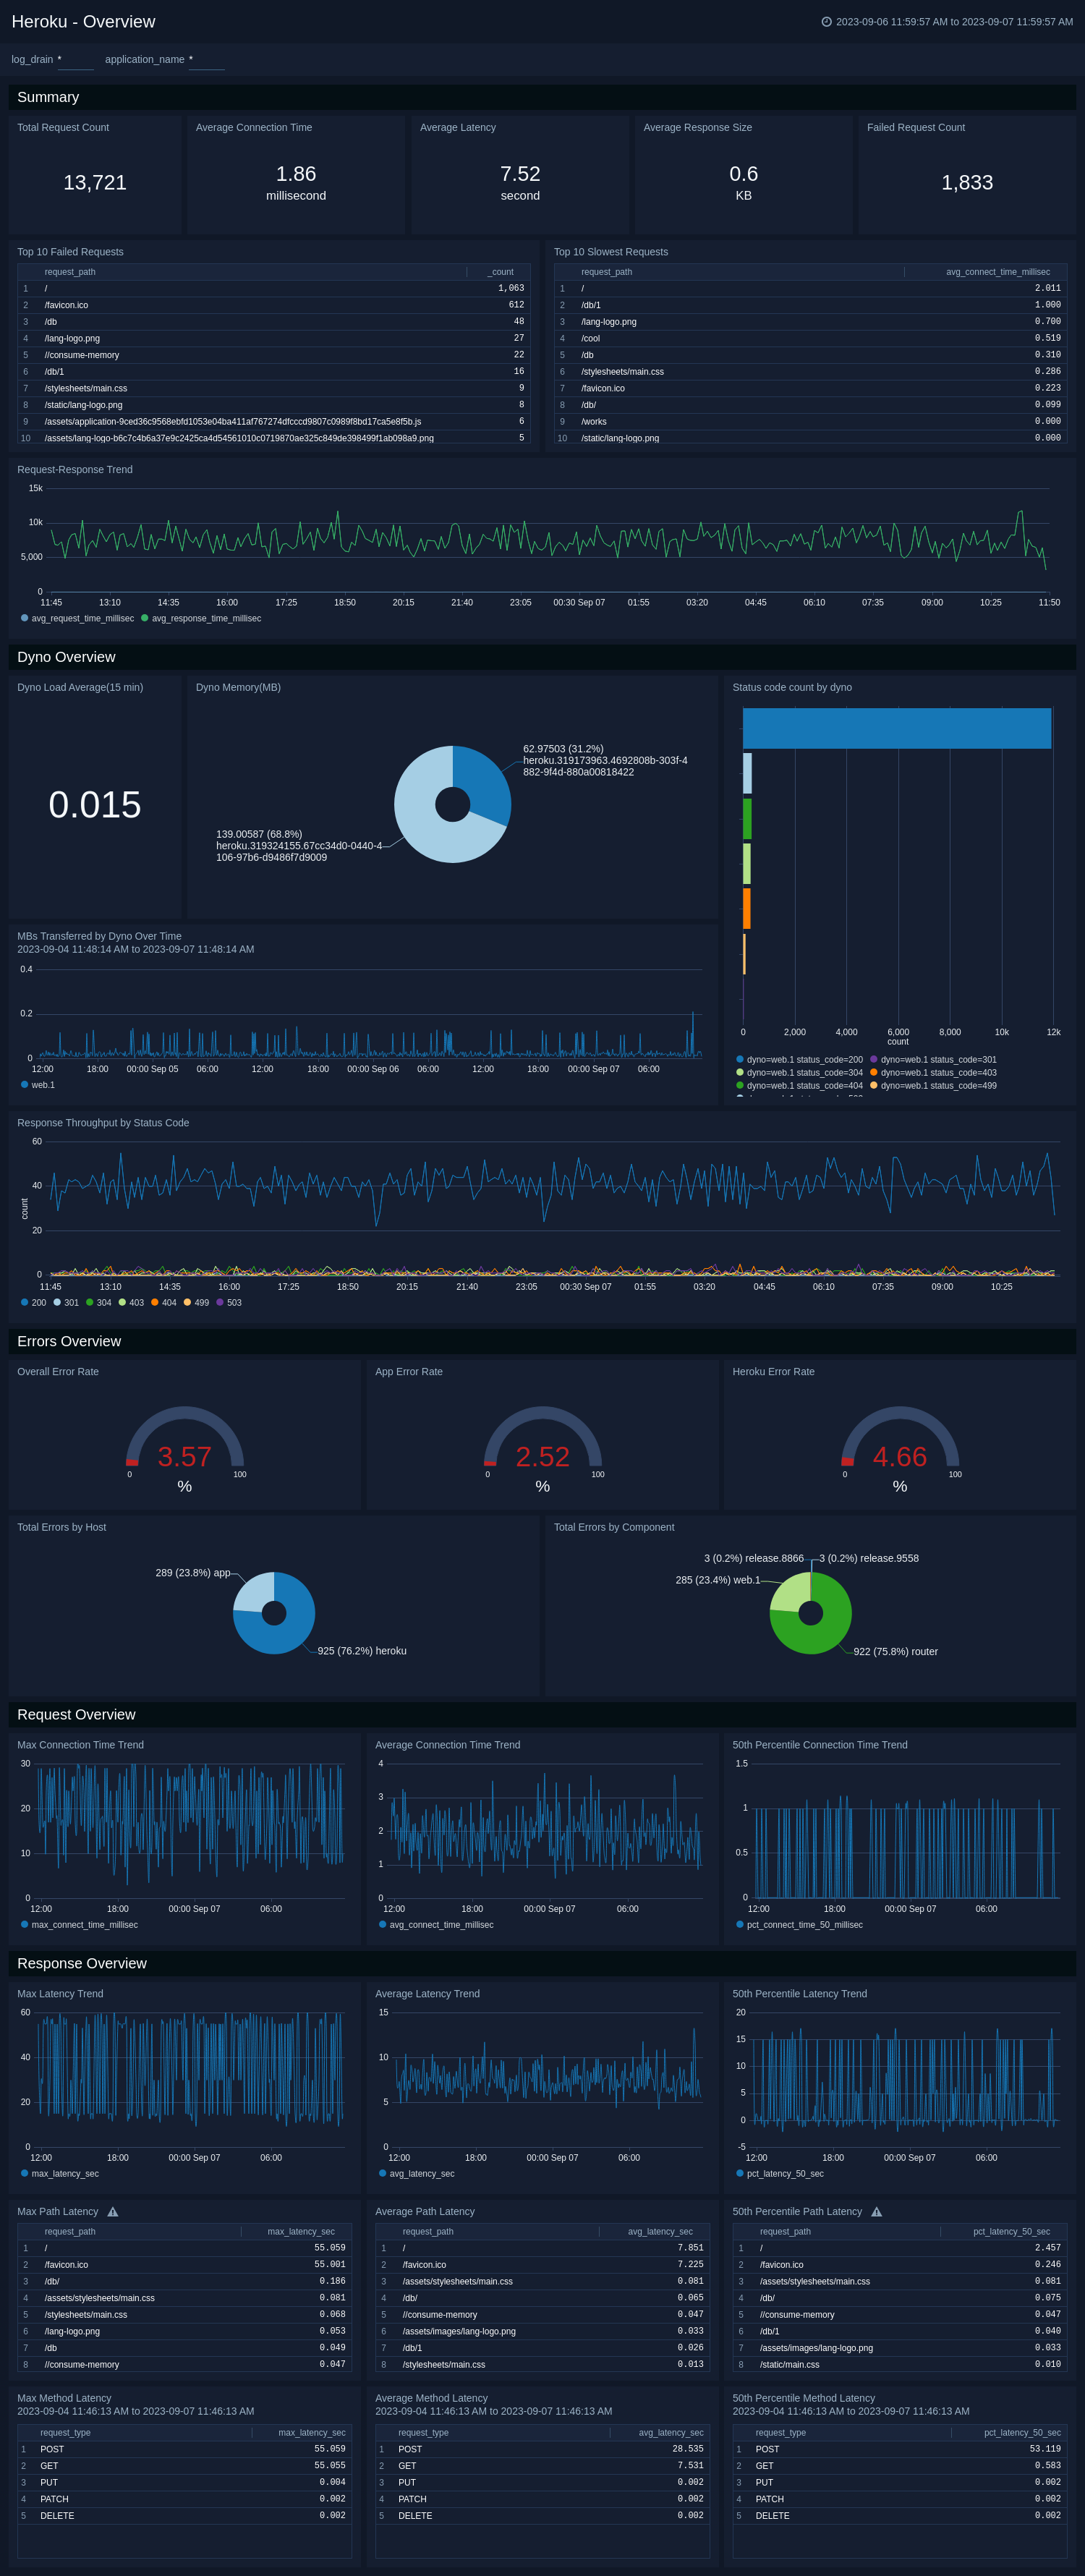 Heroku - Overview
2023-09-06 11:59:57 AM to 2023-09-07 11:59:57 AM
log_drain *
application_name *
Summary
Total Request Count
13,721
Average Connection Time
1.86
millisecond
Average Latency
7.52
second
Average Response Size
0.6
KB
Failed Request Count
1,833
Top 10 Failed Requests
request_path _count
1 / 1,063
2 /favicon.ico 612
3 /db 48
4 /lang-logo.png 27
5 //consume-memory 22
6 /db/1 16
7 /stylesheets/main.css 9
8 /static/lang-logo.png 8
9 /assets/application-9ced36c9568ebfd1053e04ba411af767274dfcccd9807c0989f8bd17ca5e8f5b.js 6
10 /assets/lang-logo-b6c7c4b6a37e9c2425ca4d54561010c0719870ae325c849de398499f1ab098a9.png 5
Top 10 Slowest Requests
request_path avg_connect_time_millisec
1 / 2.011
2 /db/1 1.000
3 /lang-logo.png 0.700
4 /cool 0.519
5 /db 0.310
6 /stylesheets/main.css 0.286
7 /favicon.ico 0.223
8 /db/ 0.099
9 /works 0.000
10 /static/lang-logo.png 0.000
Request-Response Trend
15k
10k
5,000
0
11:45 13:10 14:35 16:00 17:25 18:50 20:15 21:40 23:05 00:30 Sep 07 01:55 03:20 04:45 06:10 07:35 09:00 10:25 11:50
avg_request_time_millisec avg_response_time_millisec
Dyno Overview
Dyno Load Average(15 min)
0.015
Dyno Memory(MB)
62.97503 (31.2%)
heroku.319173963.4692808b-303f-4
882-9f4d-880a00818422
139.00587 (68.8%)
heroku.319324155.67cc34d0-0440-4
106-97b6-d9486f7d9009
Status code count by dyno
0 2,000 4,000 6,000 8,000 10k 12k
count
dyno=web.1 status_code=200 dyno=web.1 status_code=301
dyno=web.1 status_code=304 dyno=web.1 status_code=403
dyno=web.1 status_code=404 dyno=web.1 status_code=499
MBs Transferred by Dyno Over Time
2023-09-04 11:48:14 AM to 2023-09-07 11:48:14 AM
0.4
0.2
0
12:00 18:00 00:00 Sep 05 06:00 12:00 18:00 00:00 Sep 06 06:00 12:00 18:00 00:00 Sep 07 06:00
web.1
Response Throughput by Status Code
60
40
20
0
count
11:45 13:10 14:35 16:00 17:25 18:50 20:15 21:40 23:05 00:30 Sep 07 01:55 03:20 04:45 06:10 07:35 09:00 10:25
200 301 304 403 404 499 503
Errors Overview
Overall Error Rate
3.57
0 100
%
App Error Rate
2.52
0 100
%
Heroku Error Rate
4.66
0 100
%
Total Errors by Host
289 (23.8%) app
925 (76.2%) heroku
Total Errors by Component
3 (0.2%) release.8866 3 (0.2%) release.9558
285 (23.4%) web.1
922 (75.8%) router
Request Overview
Max Connection Time Trend
30
20
10
0
12:00 18:00 00:00 Sep 07 06:00
max_connect_time_millisec
Average Connection Time Trend
4
3
2
1
0
12:00 18:00 00:00 Sep 07 06:00
avg_connect_time_millisec
50th Percentile Connection Time Trend
1.5
1
0.5
0
12:00 18:00 00:00 Sep 07 06:00
pct_connect_time_50_millisec
Response Overview
Max Latency Trend
60
40
20
0
12:00 18:00 00:00 Sep 07 06:00
max_latency_sec
Average Latency Trend
15
10
5
0
12:00 18:00 00:00 Sep 07 06:00
avg_latency_sec
50th Percentile Latency Trend
20
15
10
5
0
-5
12:00 18:00 00:00 Sep 07 06:00
pct_latency_50_sec
Max Path Latency
request_path max_latency_sec
1 / 55.059
2 /favicon.ico 55.001
3 /db/ 0.186
4 /assets/stylesheets/main.css 0.081
5 /stylesheets/main.css 0.068
6 /lang-logo.png 0.053
7 /db 0.049
8 //consume-memory 0.047
Average Path Latency
request_path avg_latency_sec
1 / 7.851
2 /favicon.ico 7.225
3 /assets/stylesheets/main.css 0.081
4 /db/ 0.065
5 //consume-memory 0.047
6 /assets/images/lang-logo.png 0.033
7 /db/1 0.026
8 /stylesheets/main.css 0.013
50th Percentile Path Latency
request_path pct_latency_50_sec
1 / 2.457
2 /favicon.ico 0.246
3 /assets/stylesheets/main.css 0.081
4 /db/ 0.075
5 //consume-memory 0.047
6 /db/1 0.040
7 /assets/images/lang-logo.png 0.033
8 /static/main.css 0.010
Max Method Latency
2023-09-04 11:46:13 AM to 2023-09-07 11:46:13 AM
request_type max_latency_sec
1 POST 55.059
2 GET 55.055
3 PUT 0.004
4 PATCH 0.002
5 DELETE 0.002
Average Method Latency
2023-09-04 11:46:13 AM to 2023-09-07 11:46:13 AM
request_type avg_latency_sec
1 POST 28.535
2 GET 7.531
3 PUT 0.002
4 PATCH 0.002
5 DELETE 0.002
50th Percentile Method Latency
2023-09-04 11:46:13 AM to 2023-09-07 11:46:13 AM
request_type pct_latency_50_sec
1 POST 53.119
2 GET 0.583
3 PUT 0.002
4 PATCH 0.002
5 DELETE 0.002